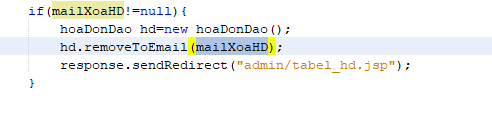 if(mailXoaHD!=null){
hoaDonDao hd=new hoaDonDao();
hd.removeToEmail(mailXoaHD);
response.sendRedirect("admin/tabel_hd.jsp");
}